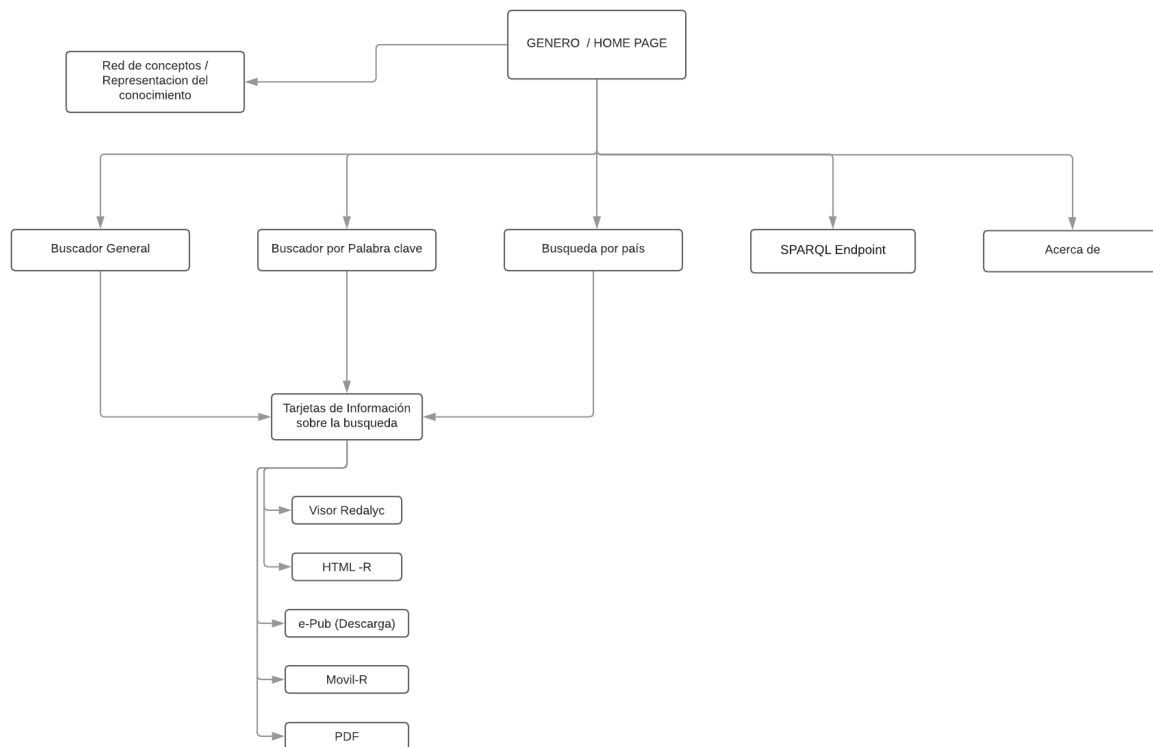 GENERO / HOME PAGE
Red de conceptos /
Representacion del
conocimiento
Buscador General
Buscador por Palabra clave
Busqueda por país
SPARQL Endpoint
Acerca de
Tarjetas de Información
sobre la busqueda
Visor Redalyc
HTML -R
e-Pub (Descarga)
Movil-R
PDF